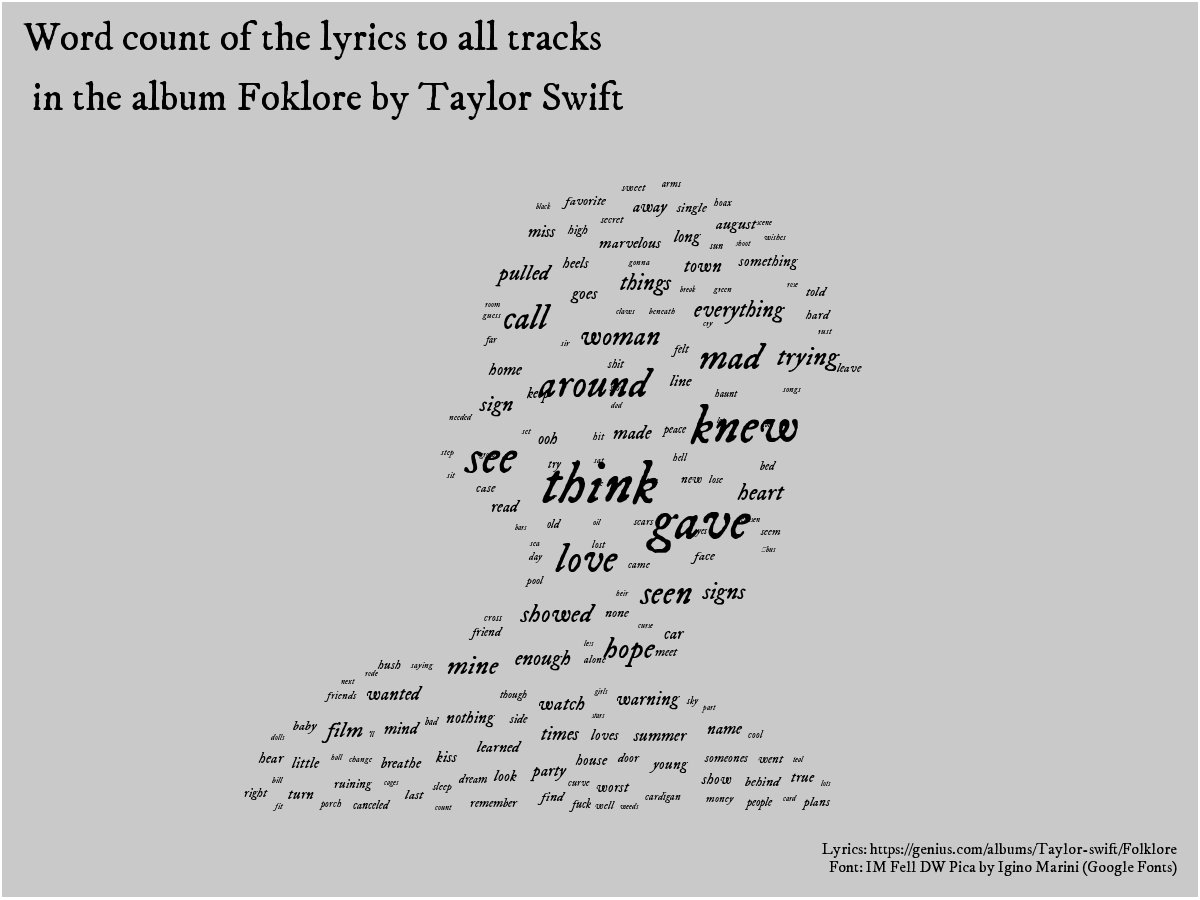 Word count of the lyrics to all tracks
in the album Foklore by Taylor Swift
sweet arms
black favorite away single hoax
secret august scene
miss high marvelous long sun shoot wishes
pulled heels gonna town something
goes things break green rose told
room guess call claws beneath everything cry hard
far sir woman rust
felt mad trying leave
home shit
keep around line haunt songs
sign ded
needed
set ooh hit made peace knew
step see try sat hell bed
sit case think new lose heart
read
bars old oil scars gave seem
sea lost
day love came face 2bus
pool
heir seen signs
cross showed none
friend curse car
less hope meet
hush saying mine enough alone
next rode
friends wanted though watch girls warning sky part
dolls baby film 'll mind bad nothing side stars
times loves summer name cool
hear little hall change breathe kiss learned house door young someones went teal
bill ruining cages sleep dream look party curve worst show behind true lots
right turn last
fit porch canceled count remember find fuck well weeds cardigan money people card plans
Lyrics: https://genius.com/albums/Taylor-swift/Folklore
Font: IM Fell DW Pica by Igino Marini (Google Fonts)